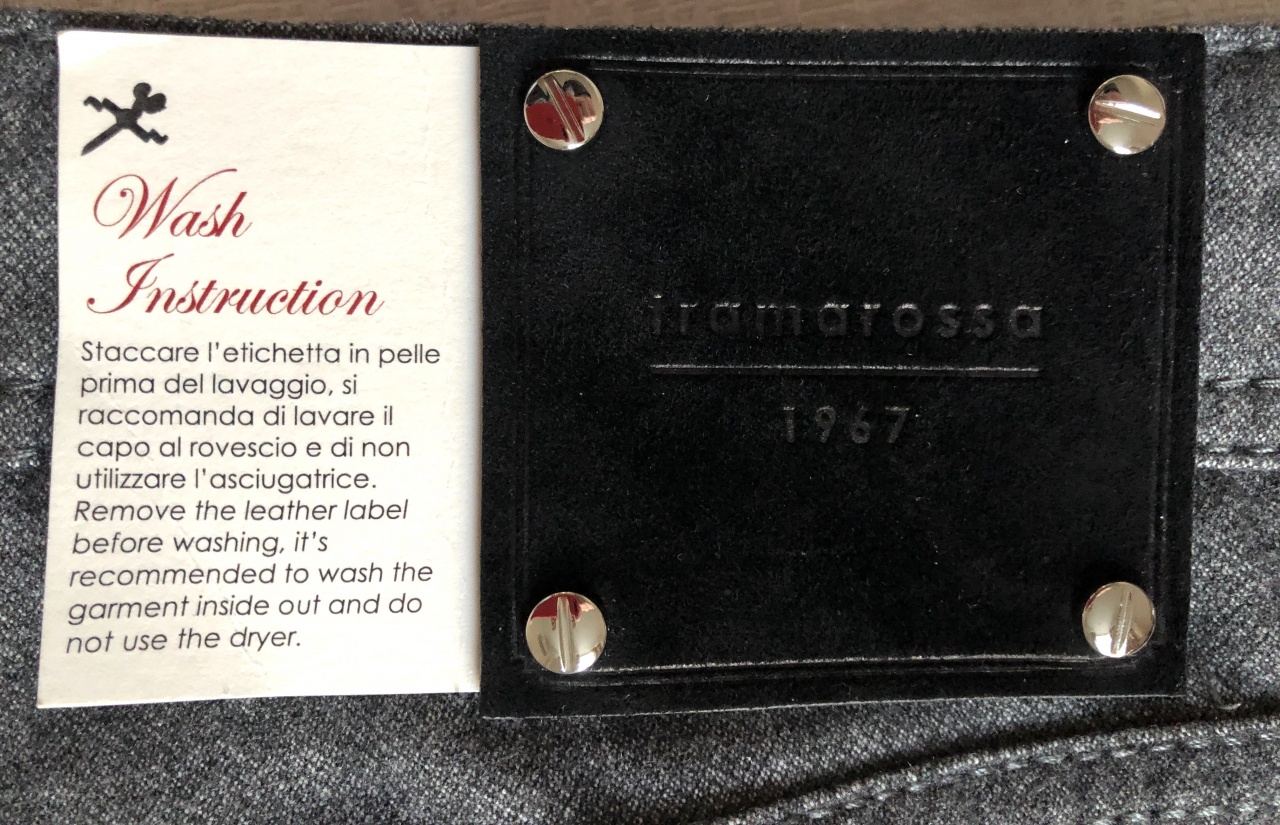 Wash
Instruction
Staccare l'etichetta in pelle
prima del lavaggio, si
raccomanda di lavare il
capo al rovescio e di non
utilizzare l'asciugatrice.
Remove the leather label
before washing, it's
recommended to wash the
garment inside out and do
not use the dryer.
tramarossa
1967